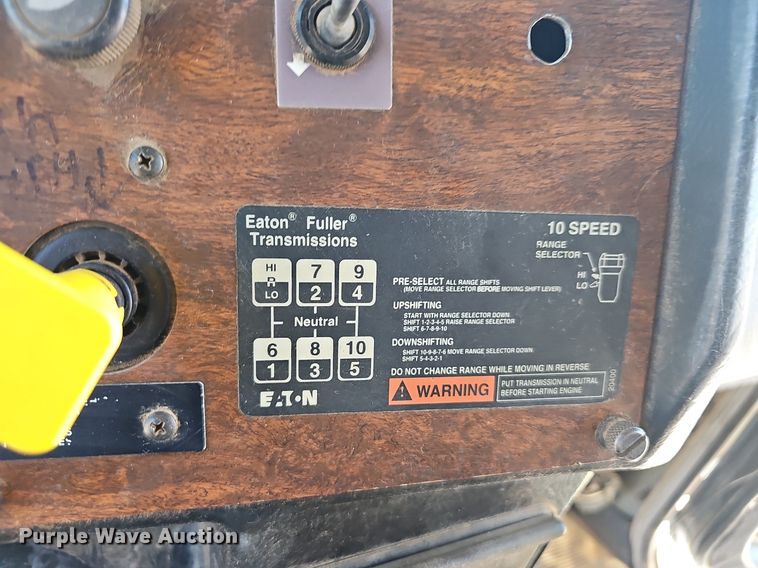 Eaton® Fuller® Transmissions
10 SPEED
RANGE
SELECTOR
HI
LO
HI
R
LO
7
2
9
4
Neutral
6
1
8
3
10
5
PRE-SELECT ALL RANGE SHIFTS
(MOVE RANGE SELECTOR BEFORE MOVING SHIFT LEVER)
UPSHIFTING
START WITH RANGE SELECTOR DOWN
SHIFT 1-2-3-4-5 RAISE RANGE SELECTOR
SHIFT 6-7-8-9-10
DOWNSHIFTING
SHIFT 10-9-8-7-6 MOVE RANGE SELECTOR DOWN
SHIFT 5-4-3-2-1
DO NOT CHANGE RANGE WHILE MOVING IN REVERSE
WARNING
PUT TRANSMISSION IN NEUTRAL
BEFORE STARTING ENGINE
20400
EATON
Purple Wave Auction